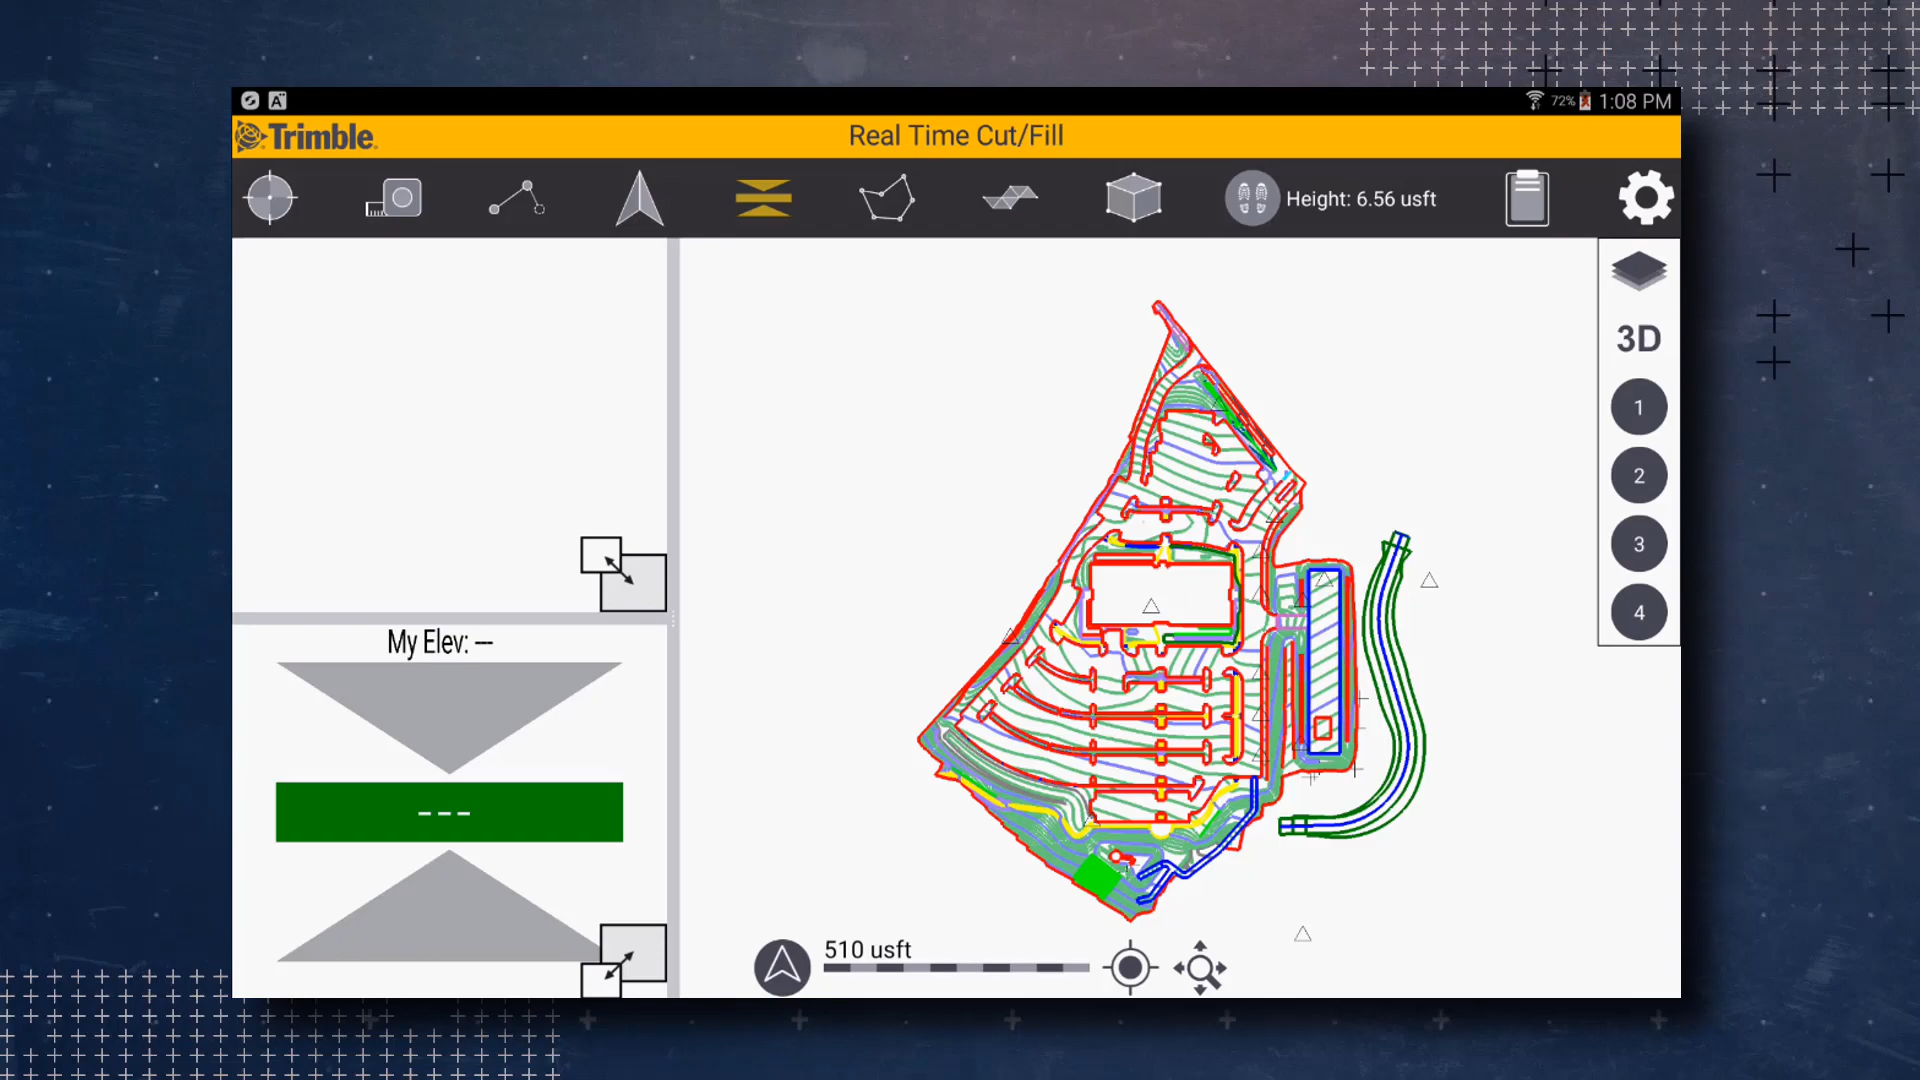 72% 1:08 PM
Trimble
Real Time Cut/Fill
Height: 6.56 usft
3D
1
2
3
4
My Elev: ---
---
510 usft